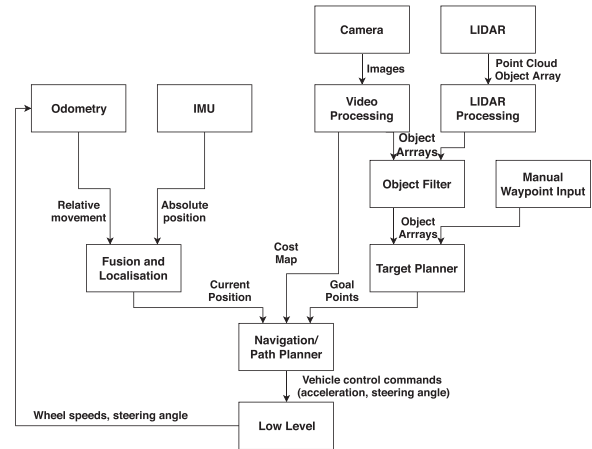 Camera
LIDAR
Images
Point Cloud
Object Array
Odometry
IMU
Video
Processing
LIDAR
Processing
Object
Arrrays
Object Filter
Manual
Waypoint Input
Relative
movement
Absolute
position
Object
Arrrays
Fusion and
Localisation
Cost
Map
Target Planner
Current
Position
Goal
Points
Navigation/
Path Planner
Vehicle control commands
(acceleration, steering angle)
Wheel speeds, steering angle
Low Level